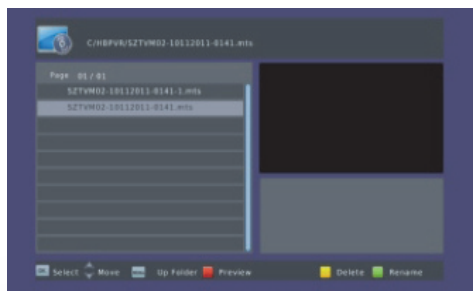 C/HBPVR/SZTVM02-10112011-0141.mts
Page 01/01
SZTVM02-10112011-0141-1.mts
SZTVM02-10112011-0141.mts
Select Move Up Folder Preview Delete Rename